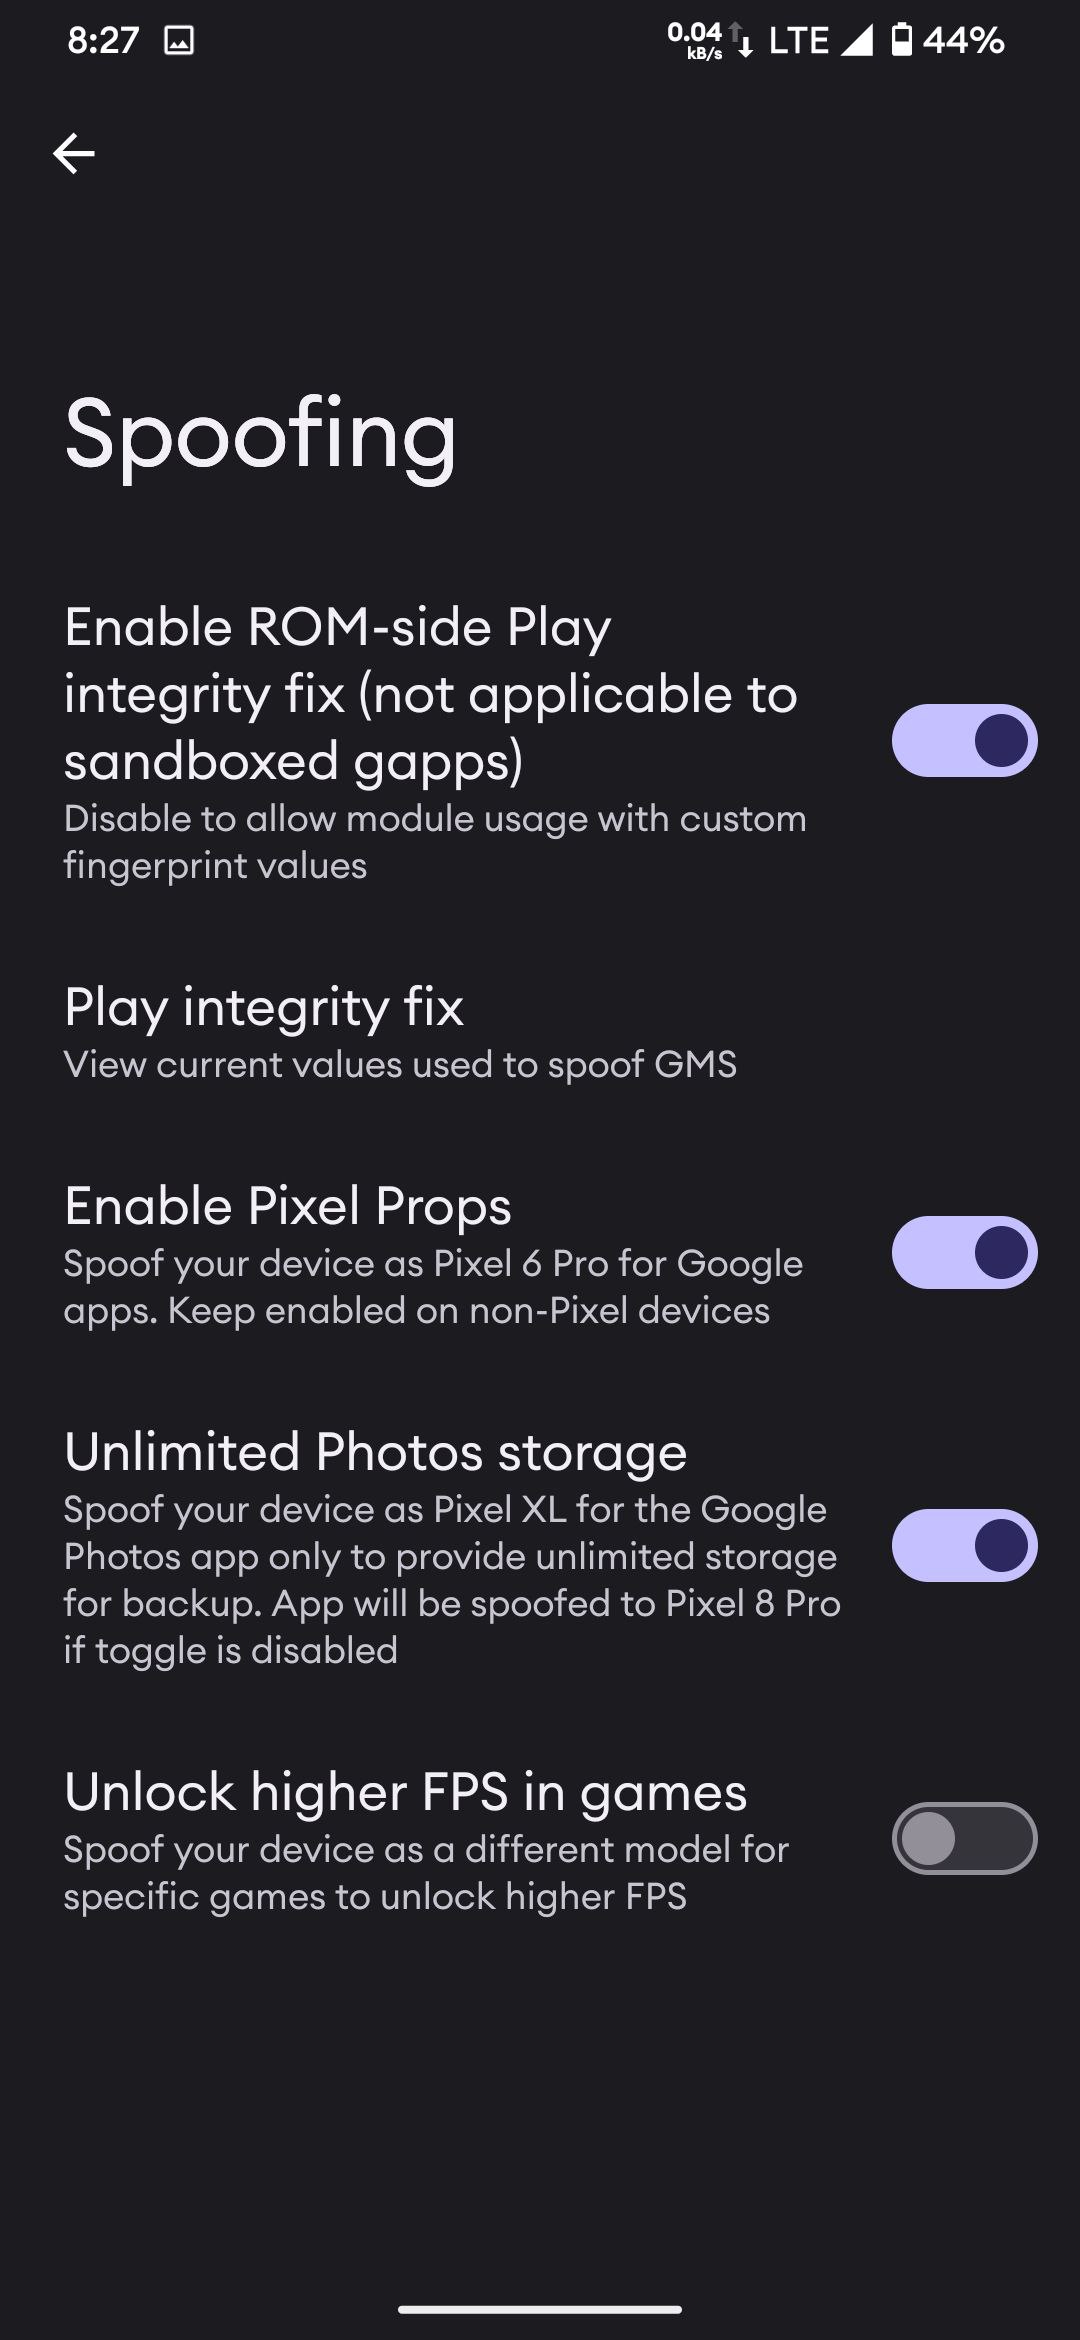 8:27
0.04
kB/s
LTE
44%
Spoofing
Enable ROM-side Play
integrity fix (not applicable to
sandboxed gapps)
Disable to allow module usage with custom
fingerprint values
Play integrity fix
View current values used to spoof GMS
Enable Pixel Props
Spoof your device as Pixel 6 Pro for Google
apps. Keep enabled on non-Pixel devices
Unlimited Photos storage
Spoof your device as Pixel XL for the Google
Photos app only to provide unlimited storage
for backup. App will be spoofed to Pixel 8 Pro
if toggle is disabled
Unlock higher FPS in games
Spoof your device as a different model for
specific games to unlock higher FPS